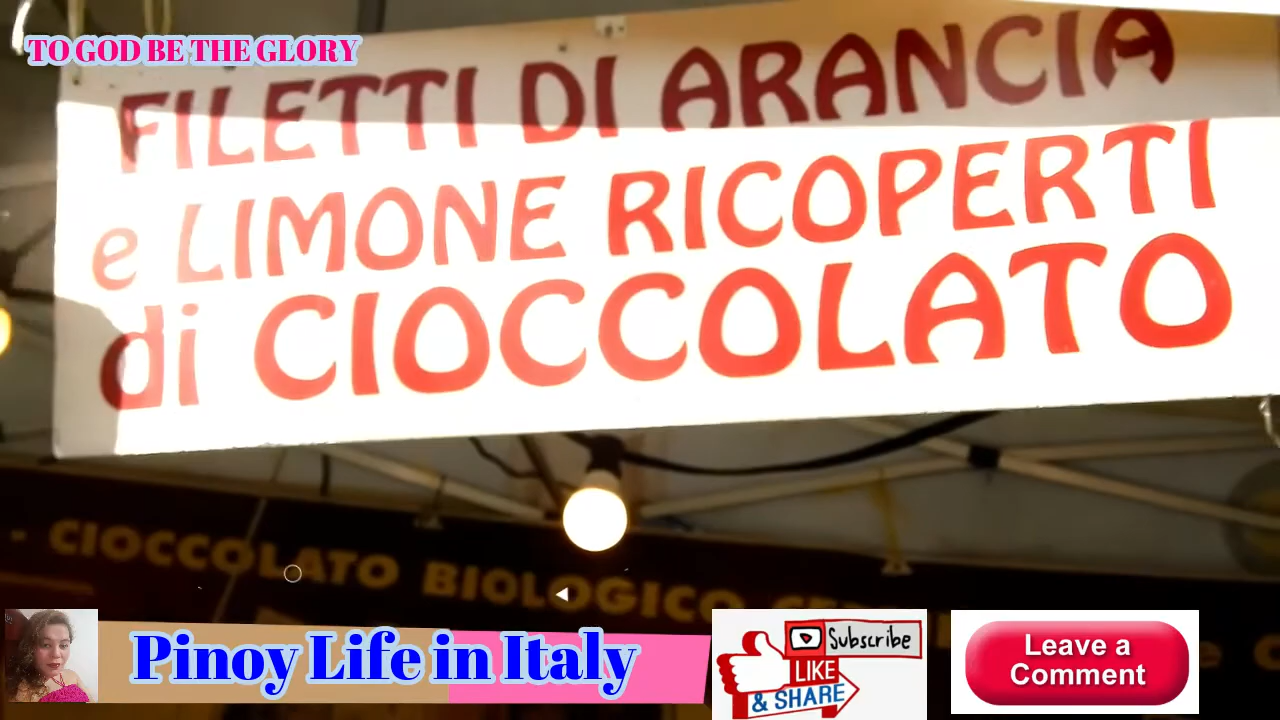 TO GOD BE THE GLORY
FILETTI DI ARANCIA
e LIMONE RICOPERTI
di CIOCCOLATO
- CIOCCOLATO BIOLOGICO
Pinoy Life in Italy
Subscribe
LIKE
& SHARE
Leave a
Comment